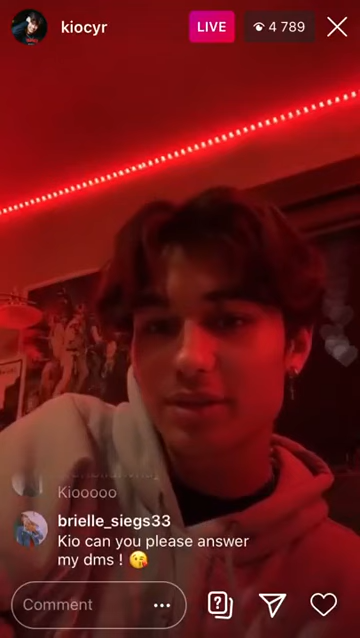 kiocyr
LIVE
4 789
Kiooooo
brielle_siegs33
Kio can you please answer
my dms ! 😘
Comment